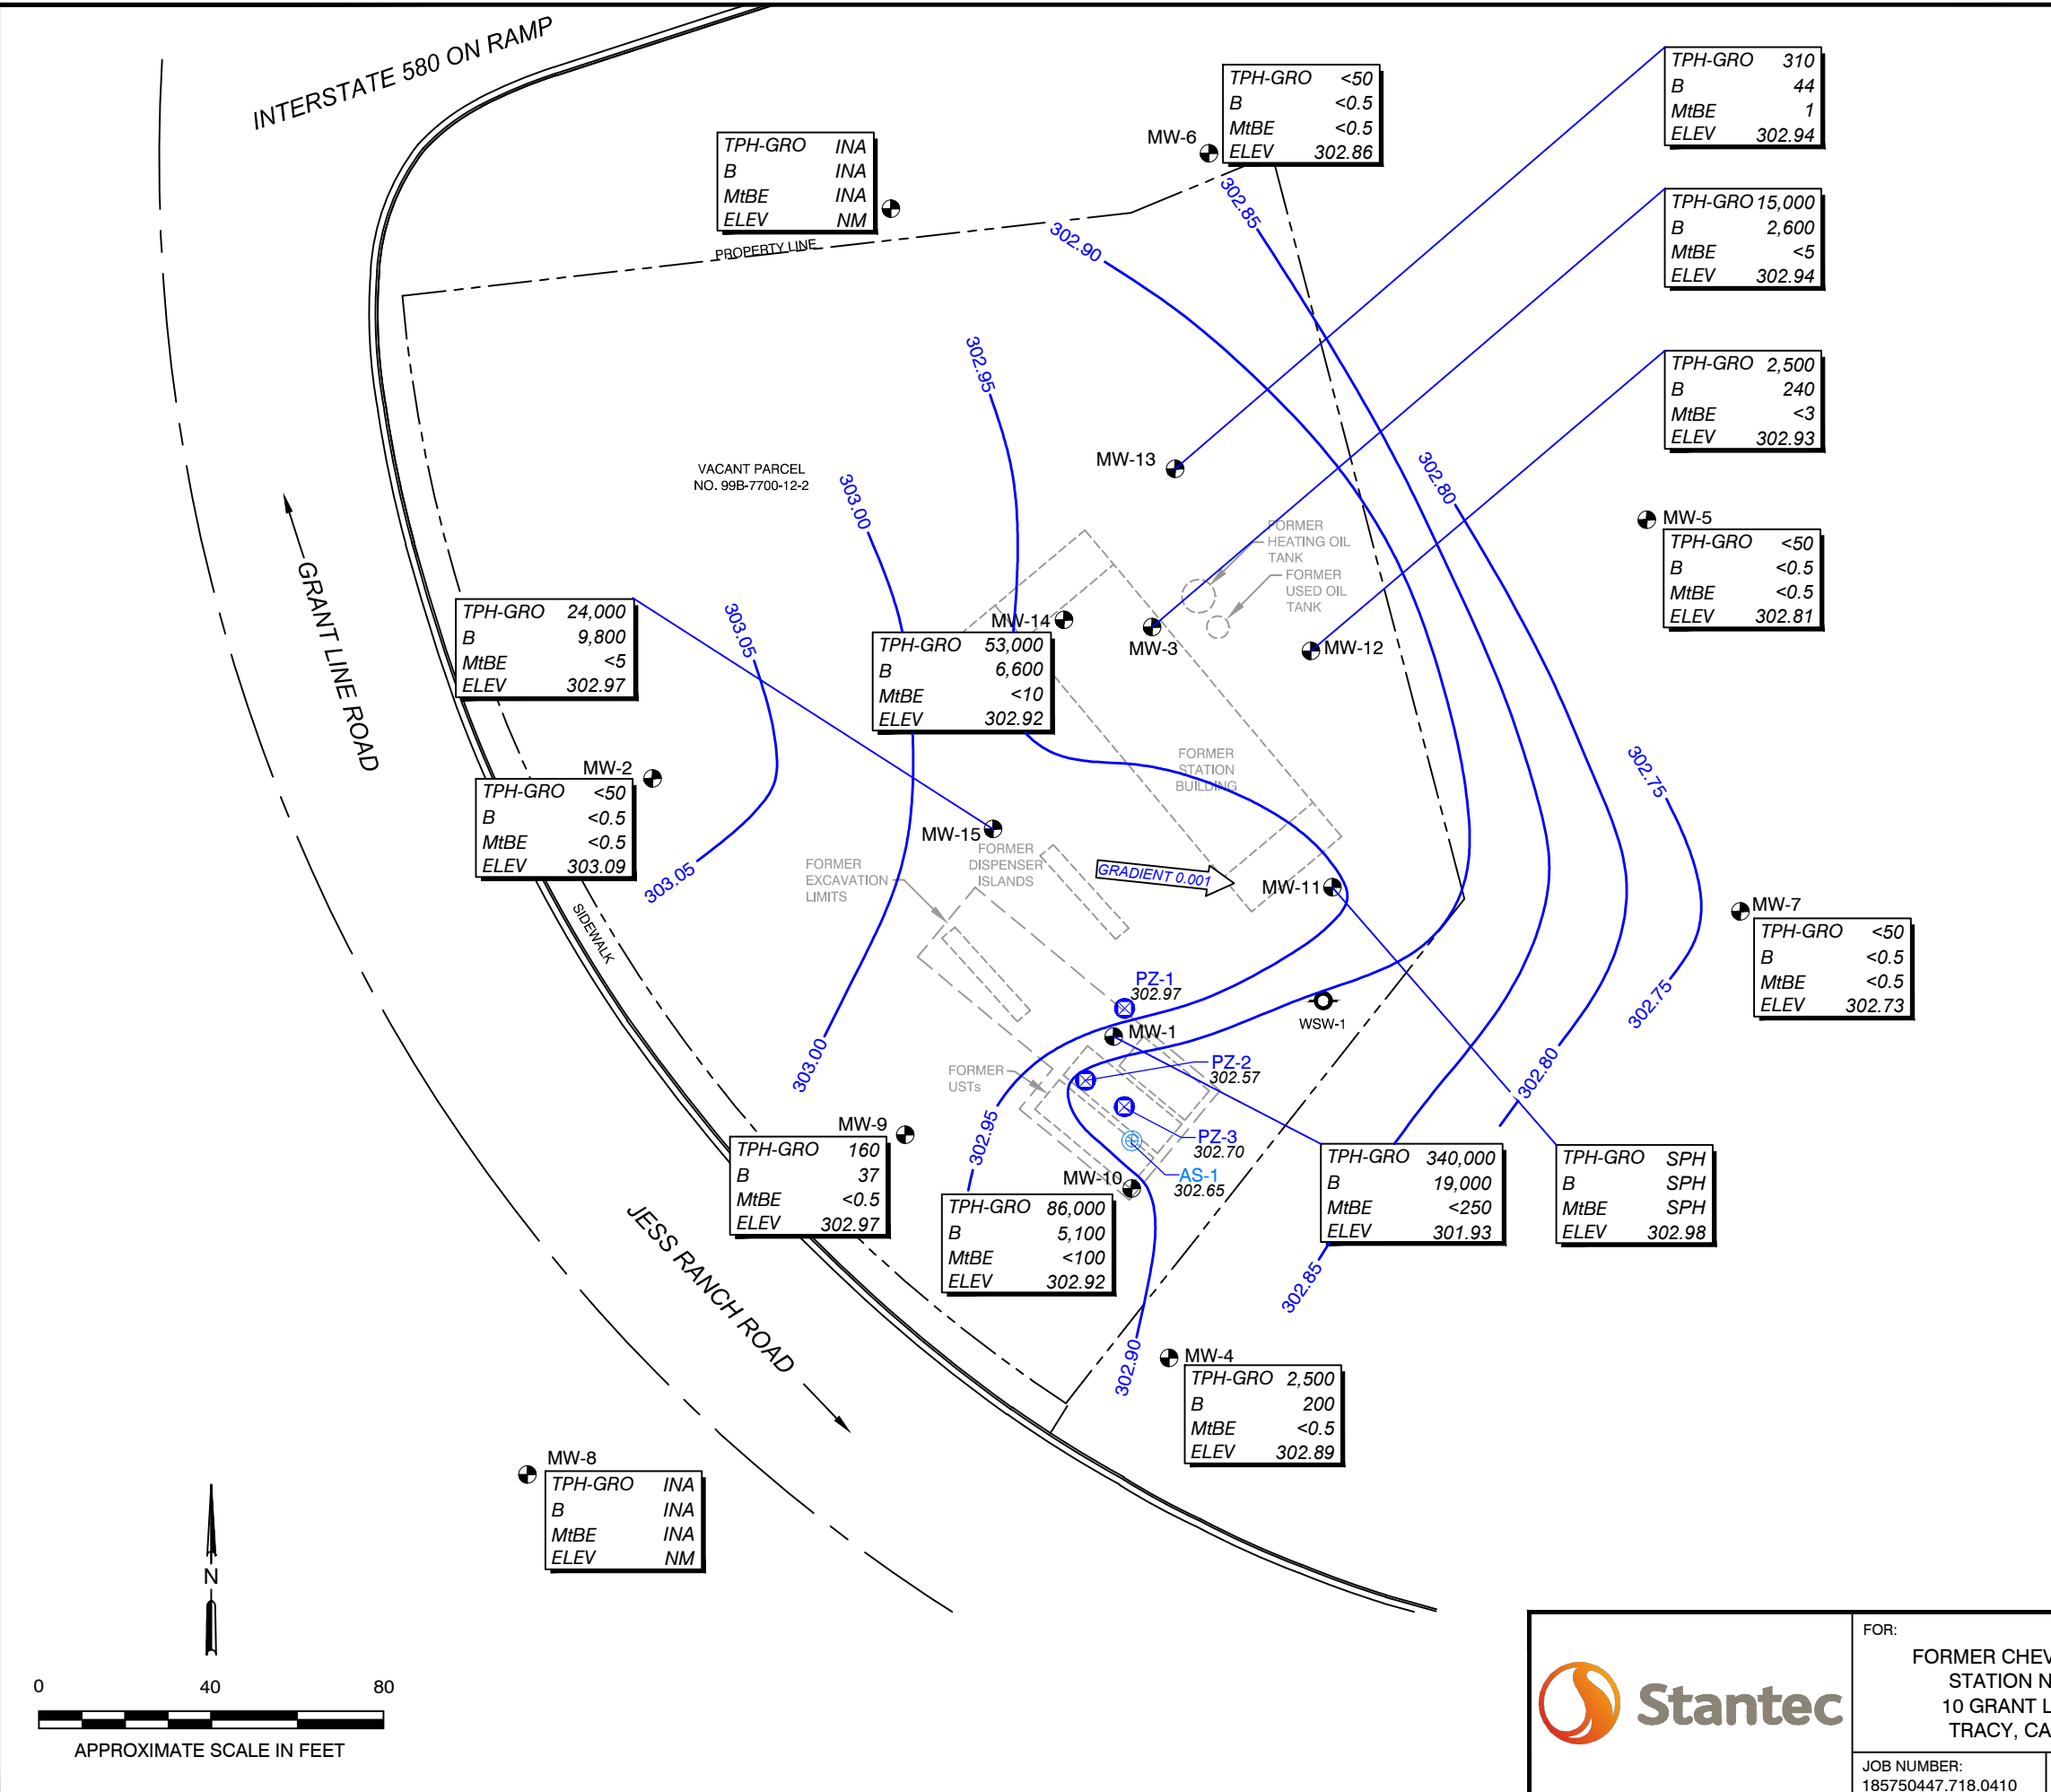 INTERSTATE 580 ON RAMP
TPH-GRO <50
B <0.5
MtBE <0.5
ELEV 302.86
MW-6
TPH-GRO 310
B 44
MtBE 1
ELEV 302.94
TPH-GRO INA
B INA
MtBE INA
ELEV NM
PROPERTY LINE
302.85
302.90
TPH-GRO 15,000
B 2,600
MtBE <5
ELEV 302.94
302.95
TPH-GRO 2,500
B 240
MtBE <3
ELEV 302.93
MW-13
VACANT PARCEL
NO. 99B-7700-12-2
303.00
302.80
MW-5
TPH-GRO <50
B <0.5
MtBE <0.5
ELEV 302.81
FORMER
HEATING OIL
TANK
FORMER
USED OIL
TANK
GRANT LINE ROAD
TPH-GRO 24,000
B 9,800
MtBE <5
ELEV 302.97
303.05
MW-14
TPH-GRO 53,000
B 6,600
MtBE <10
ELEV 302.92
MW-3
MW-12
FORMER
STATION
BUILDING
302.75
MW-2
TPH-GRO <50
B <0.5
MtBE <0.5
ELEV 303.09
303.05
MW-15
FORMER
DISPENSER
ISLANDS
FORMER
EXCAVATION
LIMITS
GRADIENT 0.001
MW-11
MW-7
TPH-GRO <50
B <0.5
MtBE <0.5
ELEV 302.73
SIDEWALK
PZ-1
302.97
302.75
WSW-1
MW-1
303.00
FORMER
USTs
PZ-2
302.57
302.80
302.95
MW-9
TPH-GRO 160
B 37
MtBE <0.5
ELEV 302.97
PZ-3
302.70
AS-1
302.65
MW-10
TPH-GRO 86,000
B 5,100
MtBE <100
ELEV 302.92
TPH-GRO 340,000
B 19,000
MtBE <250
ELEV 301.93
TPH-GRO SPH
B SPH
MtBE SPH
ELEV 302.98
JESS RANCH ROAD
302.85
302.90
MW-4
TPH-GRO 2,500
B 200
MtBE <0.5
ELEV 302.89
MW-8
TPH-GRO INA
B INA
MtBE INA
ELEV NM
N
0 40 80
APPROXIMATE SCALE IN FEET
Stantec
FOR:
FORMER CHEV
STATION N
10 GRANT L
TRACY, CA
JOB NUMBER:
185750447.718.0410